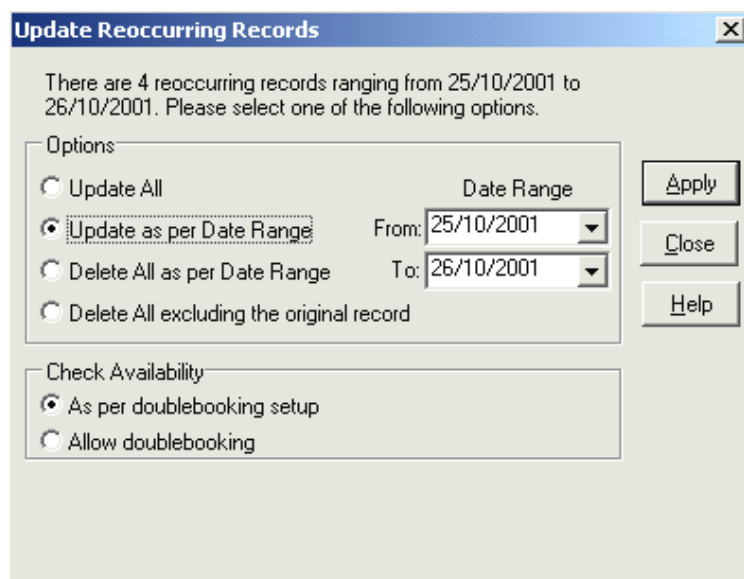 Update Reoccurring Records
There are 4 reoccurring records ranging from 25/10/2001 to
26/10/2001. Please select one of the following options.
Options
Update All
Date Range
Update as per Date Range
From: 25/10/2001
Delete All as per Date Range
To: 26/10/2001
Delete All excluding the original record
Apply
Close
Help
Check Availability
As per doublebooking setup
Allow doublebooking